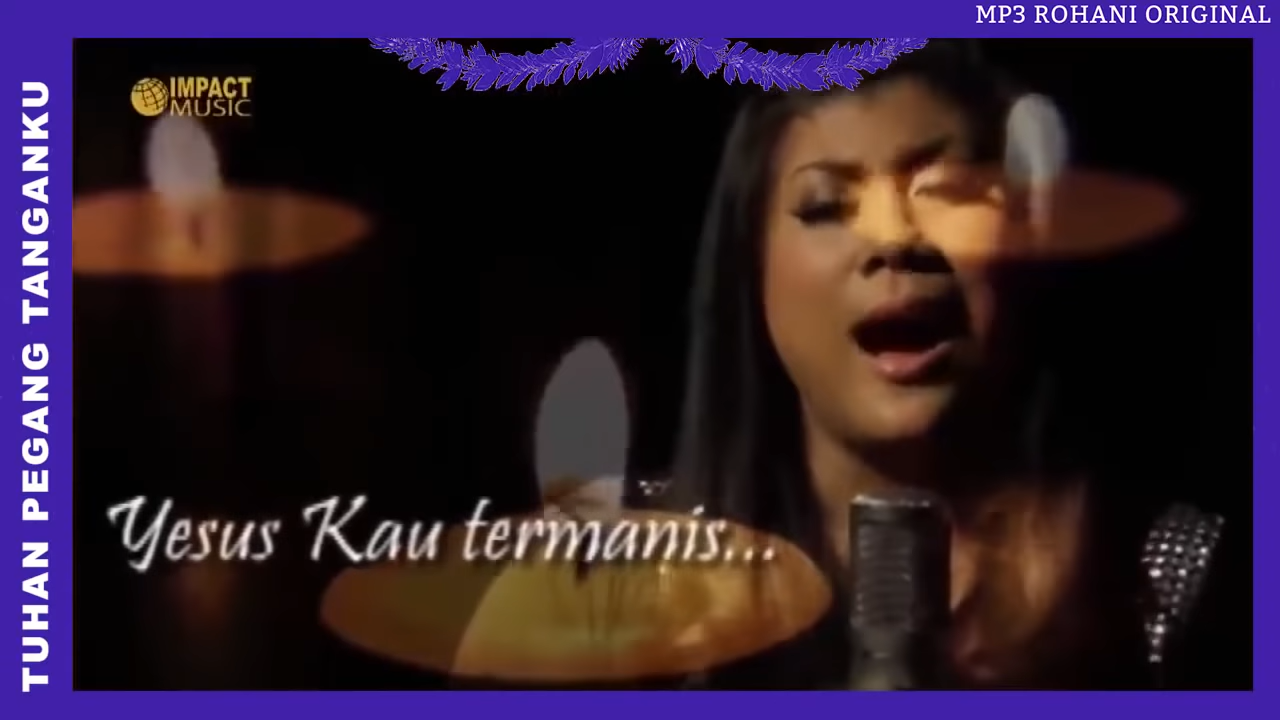 MP3 ROHANI ORIGINAL
TUHAN PEGANG TANGANKU
IMPACT
MUSIC
Yesus Kau termanis...